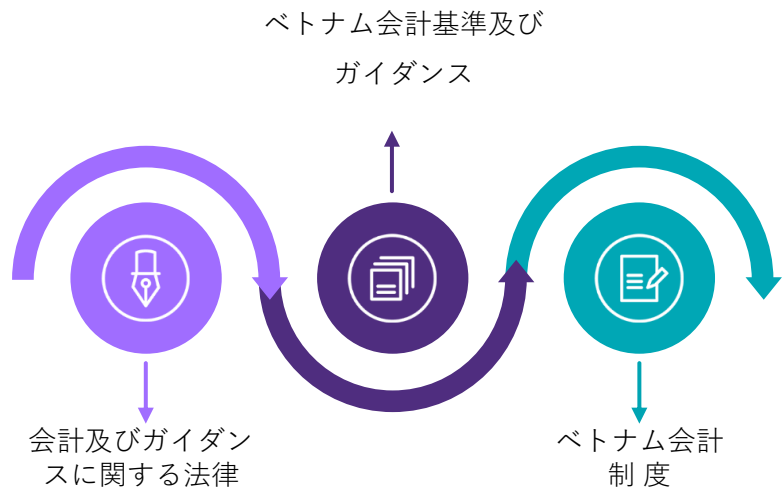 ベトナム会計基準及び
ガイダンス
会計及びガイダン
スに関する法律
ベトナム会計
制 度